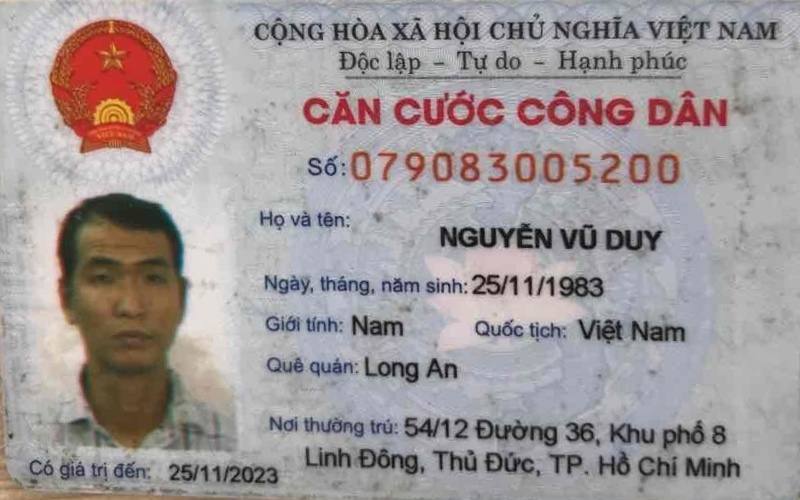 CỘNG HÒA XÃ HỘI CHỦ NGHĨA VIỆT NAM
Độc lập - Tự do - Hạnh phúc
CĂN CƯỚC CÔNG DÂN
Số: 079083005200
Họ và tên:
NGUYỄN VŨ DUY
Ngày, tháng, năm sinh: 25/11/1983
Giới tính: Nam Quốc tịch: Việt Nam
Quê quán: Long An
Nơi thường trú: 54/12 Đường 36, Khu phố 8
Linh Đông, Thủ Đức, TP. Hồ Chí Minh
Có giá trị đến: 25/11/2023